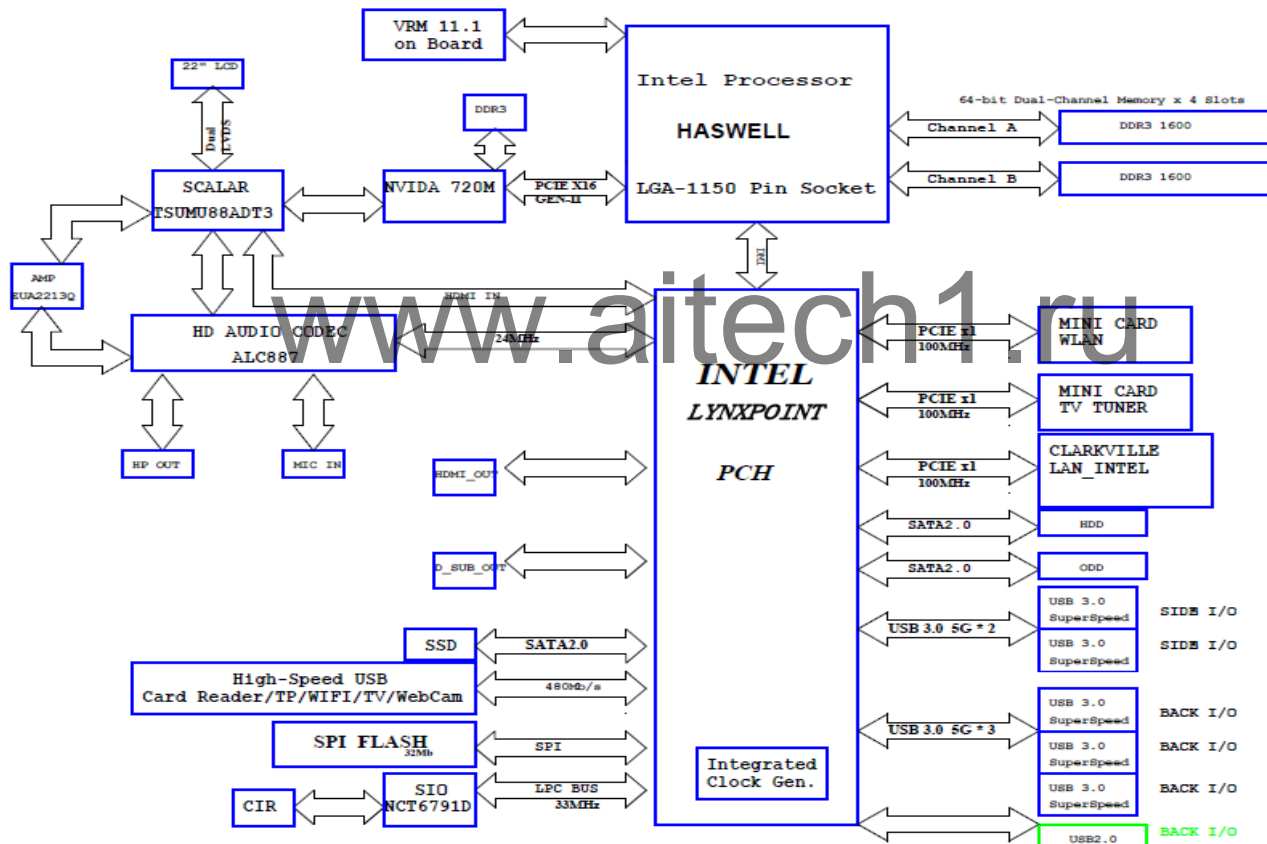 VRM 11.1
on Board
22" LCD
Dual
LVDS
DDR3
Intel Processor
HASWELL
LGA-1150 Pin Socket
64-bit Dual-Channel Memory x 4 Slots
Channel A
DDR3 1600
Channel B
DDR3 1600
SCALAR
TSUMU88ADT3
NVIDA 720M
PCIE X16
GEN-II
DMI
AMP
EUA2213Q
HDMI IN
www.aitech1.ru
HD AUDIO CODEC
ALC887
24MHz
INTEL
LYNXPOINT
PCH
PCIE x1
100MHz
MINI CARD
WLAN
PCIE x1
100MHz
MINI CARD
TV TUNER
PCIE x1
100MHz
CLARKVILLE
LAN_INTEL
HP OUT
MIC IN
HDMI_OUT
D_SUB_OUT
SATA2.0
HDD
SATA2.0
ODD
USB 3.0 5G * 2
USB 3.0
SuperSpeed
SIDE I/O
USB 3.0
SuperSpeed
SIDE I/O
SSD
SATA2.0
High-Speed USB
Card Reader/TP/WIFI/TV/WebCam
480Mb/s
USB 3.0 5G * 3
USB 3.0
SuperSpeed
BACK I/O
USB 3.0
SuperSpeed
BACK I/O
USB 3.0
SuperSpeed
BACK I/O
SPI FLASH
32Mb
SPI
Integrated
Clock Gen.
CIR
SIO
NCT6791D
LPC BUS
33MHz
USB2.0
BACK I/O